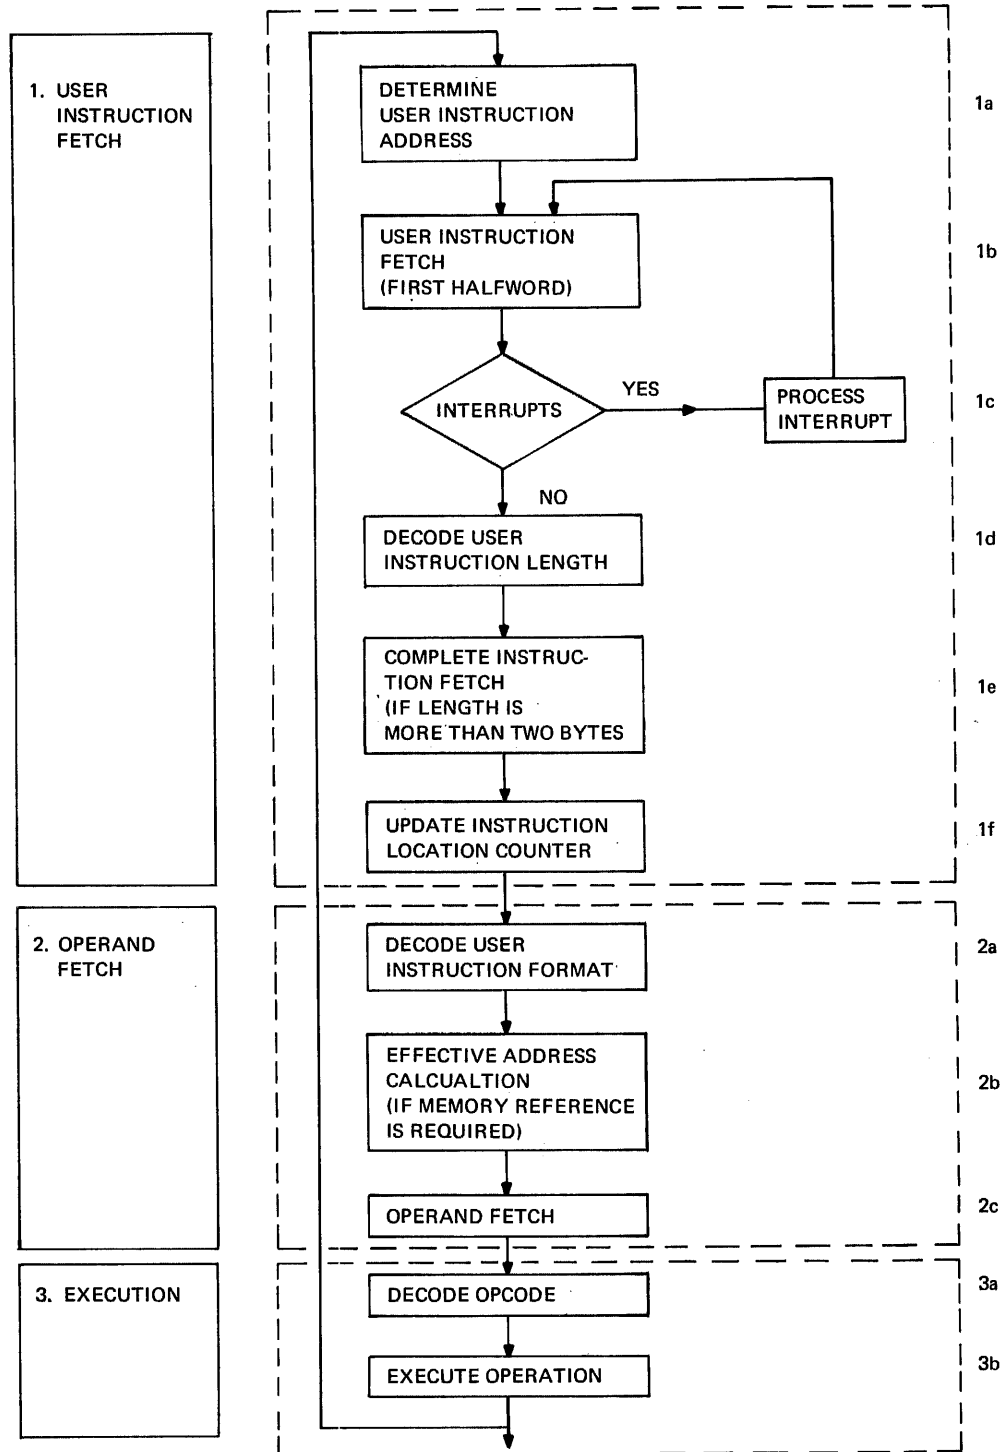 1. USER
INSTRUCTION
FETCH
DETERMINE
USER INSTRUCTION
ADDRESS
1a
USER INSTRUCTION
FETCH
(FIRST HALFWORD)
1b
INTERRUPTS
YES
PROCESS
INTERRUPT
1c
NO
DECODE USER
INSTRUCTION LENGTH
1d
COMPLETE INSTRUC-
TION FETCH
(IF LENGTH IS
MORE THAN TWO BYTES
1e
UPDATE INSTRUCTION
LOCATION COUNTER
1f
2. OPERAND
FETCH
DECODE USER
INSTRUCTION FORMAT
2a
EFFECTIVE ADDRESS
CALCUALTION
(IF MEMORY REFERENCE
IS REQUIRED)
2b
OPERAND FETCH
2c
3. EXECUTION
DECODE OPCODE
3a
EXECUTE OPERATION
3b